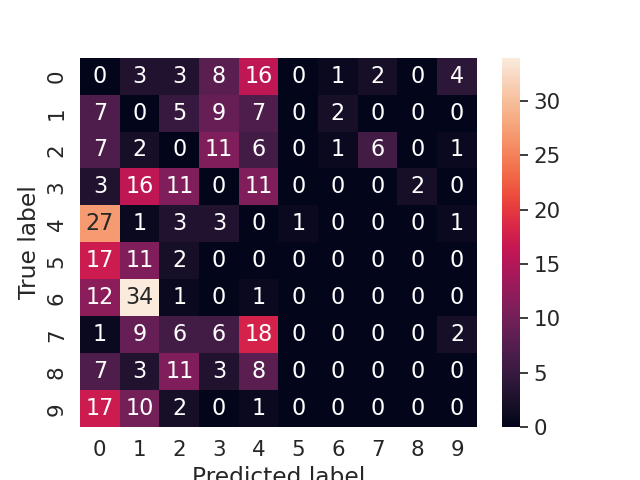 0 0 3 3 8 16 0 1 2 0 4
1 7 0 5 9 7 0 2 0 0 0
2 7 2 0 11 6 0 1 6 0 1
3 3 16 11 0 11 0 0 0 2 0
4 27 1 3 3 0 1 0 0 0 1
5 17 11 2 0 0 0 0 0 0 0
6 12 34 1 0 1 0 0 0 0 0
7 1 9 6 6 18 0 0 0 0 2
8 7 3 11 3 8 0 0 0 0 0
9 17 10 2 0 1 0 0 0 0 0
0 1 2 3 4 5 6 7 8 9
True label
Predicted label
30
25
20
15
10
5
0